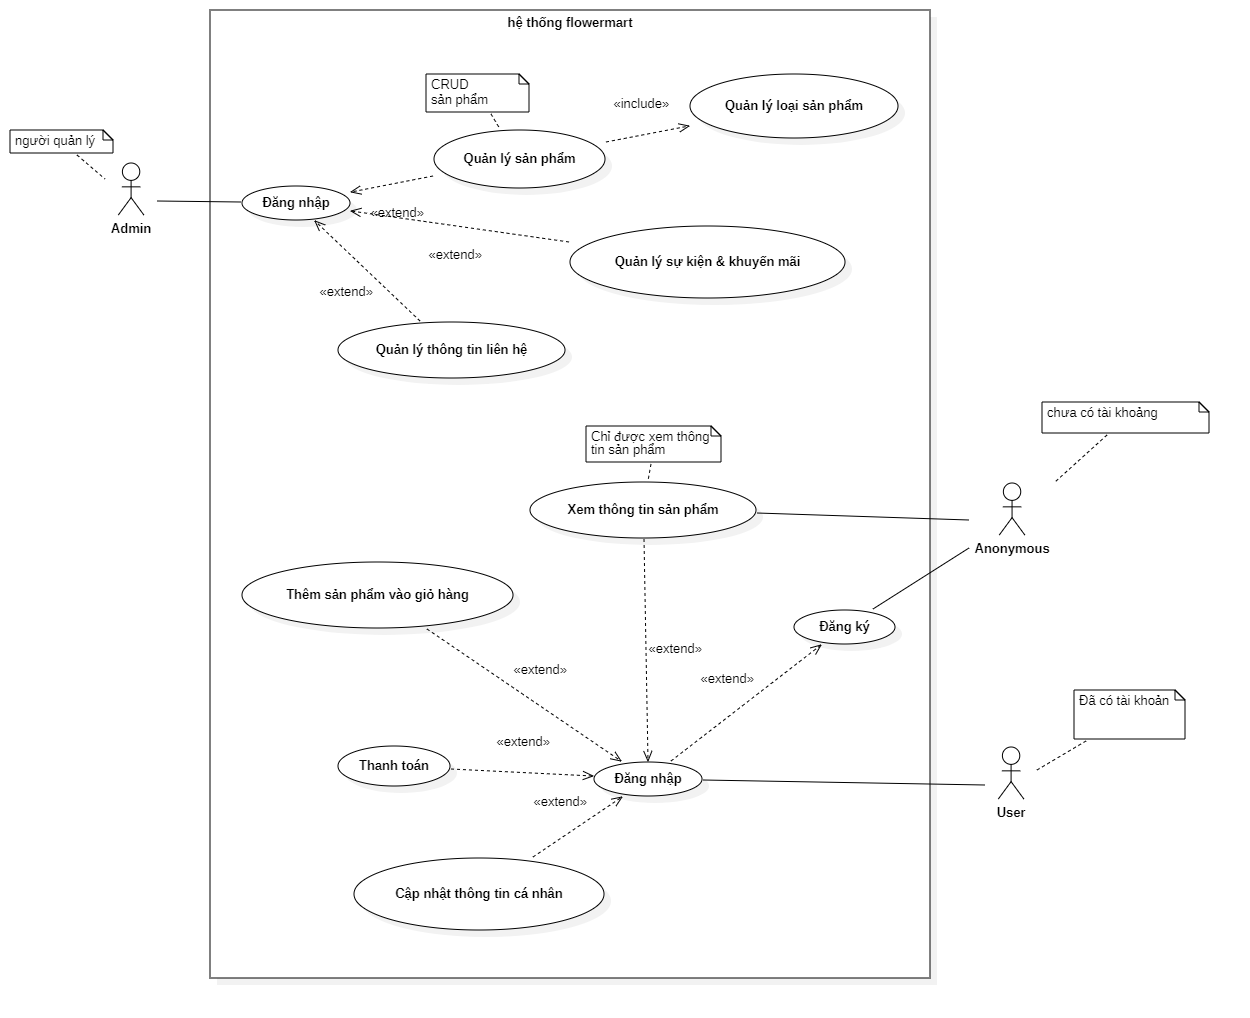 hệ thống flowermart
CRUD
sản phẩm
«include»
Quản lý loại sản phẩm
người quản lý
Quản lý sản phẩm
Admin
Đăng nhập
«extend»
«extend»
Quản lý sự kiện & khuyến mãi
«extend»
Quản lý thông tin liên hệ
chưa có tài khoảng
Chỉ được xem thông
tin sản phẩm
Xem thông tin sản phẩm
Anonymous
Thêm sản phẩm vào giỏ hàng
Đăng ký
«extend»
«extend»
«extend»
Đã có tài khoản
«extend»
Thanh toán
Đăng nhập
«extend»
User
Cập nhật thông tin cá nhân